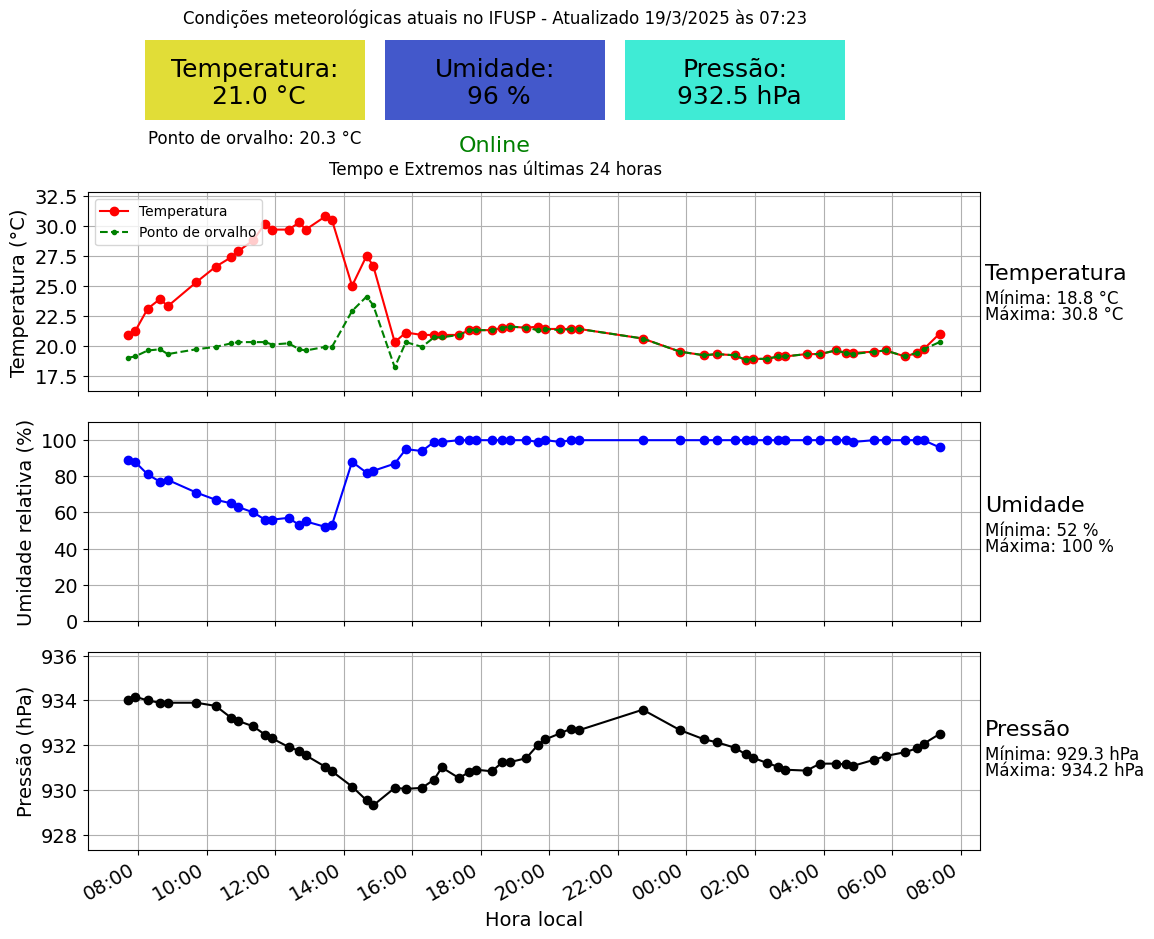 Condições meteorológicas atuais no IFUSP - Atualizado 19/3/2025 às 07:23
Temperatura:
21.0 °C
Umidade:
96 %
Pressão:
932.5 hPa
Ponto de orvalho: 20.3 °C
Online
Tempo e Extremos nas últimas 24 horas
Temperatura (°C)
32.5
30.0
27.5
25.0
22.5
20.0
17.5
Temperatura
Ponto de orvalho
Temperatura
Mínima: 18.8 °C
Máxima: 30.8 °C
Umidade relativa (%)
100
80
60
40
20
0
Umidade
Mínima: 52 %
Máxima: 100 %
Pressão (hPa)
936
934
932
930
928
Pressão
Mínima: 929.3 hPa
Máxima: 934.2 hPa
08:00
10:00
12:00
14:00
16:00
18:00
20:00
22:00
00:00
02:00
04:00
06:00
08:00
Hora local